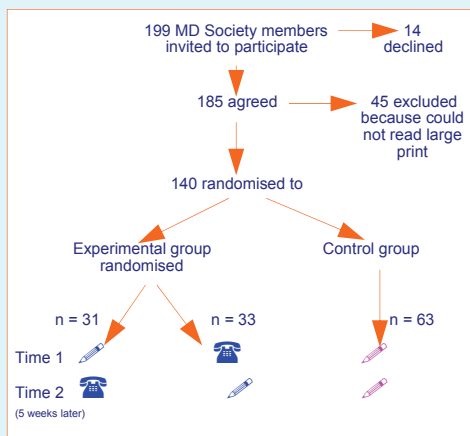 199 MD Society members
invited to participate
14
declined
185 agreed
45 excluded
because could
not read large
print
140 randomised to
Experimental group
randomised
Control group
n = 31
n = 33
n = 63
Time 1
Time 2
(5 weeks later)